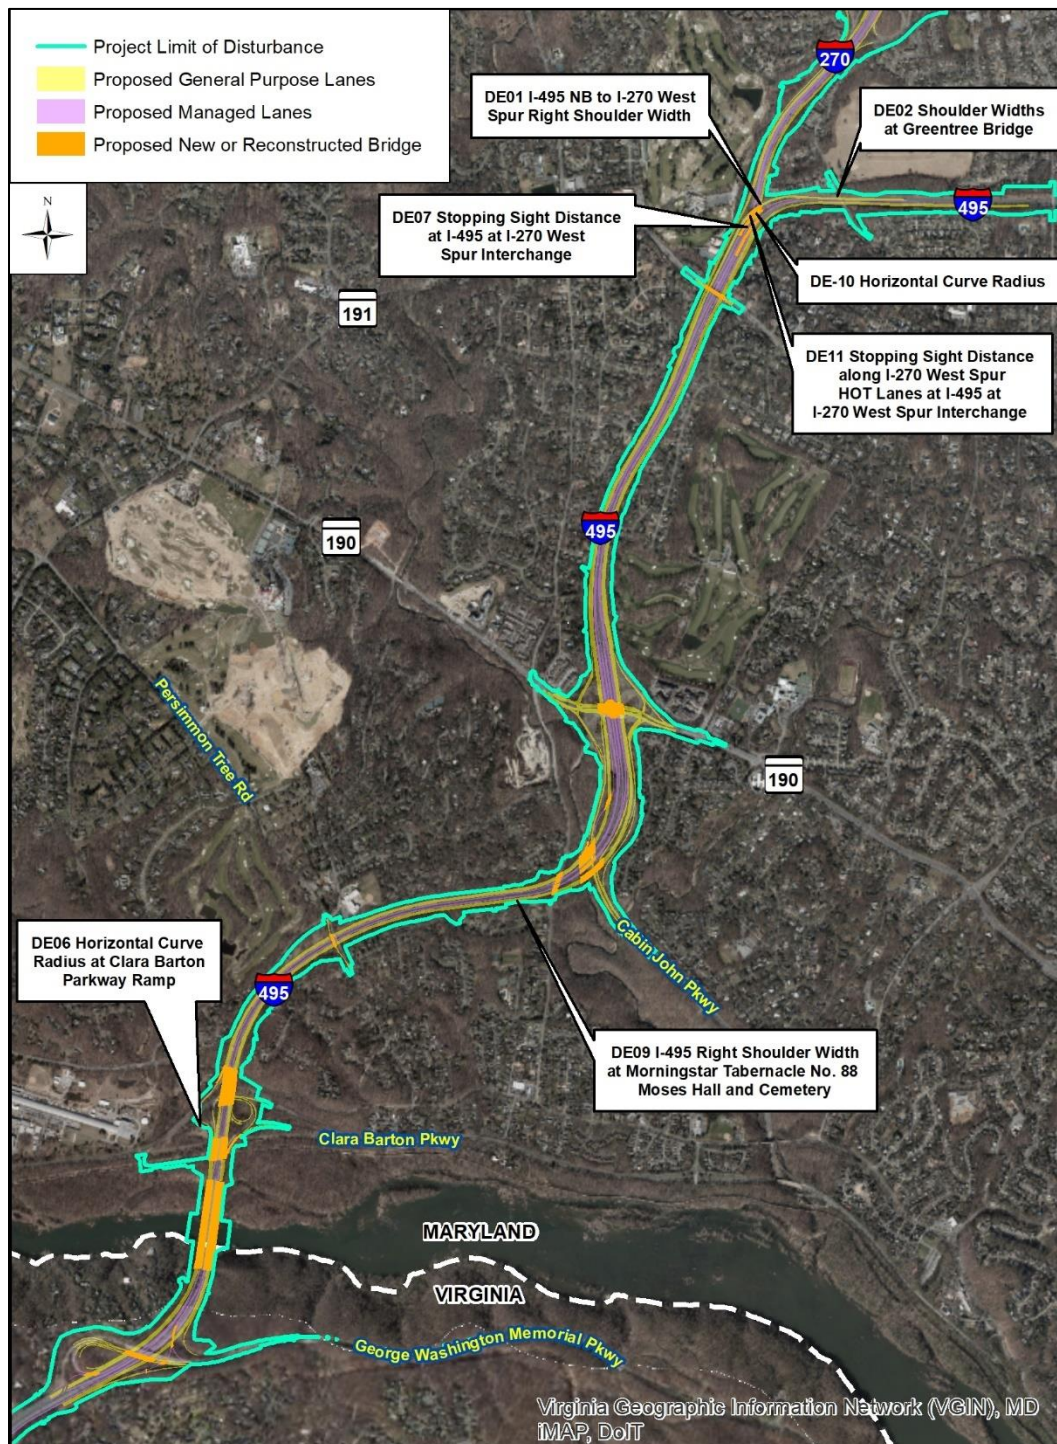 Project Limit of Disturbance
Proposed General Purpose Lanes
Proposed Managed Lanes
Proposed New or Reconstructed Bridge
N
270
DE01 I-495 NB to I-270 West
Spur Right Shoulder Width
DE02 Shoulder Widths
at Greentree Bridge
495
DE07 Stopping Sight Distance
at I-495 at I-270 West
Spur Interchange
DE-10 Horizontal Curve Radius
191
DE11 Stopping Sight Distance
along I-270 West Spur
HOT Lanes at I-495 at
I-270 West Spur Interchange
495
190
Persimmon Tree Rd
190
DE06 Horizontal Curve
Radius at Clara Barton
Parkway Ramp
495
Cabin John Pkwy
DE09 I-495 Right Shoulder Width
at Morningstar Tabernacle No. 88
Moses Hall and Cemetery
Clara Barton Pkwy
MARYLAND
VIRGINIA
George Washington Memorial Pkwy
Virginia Geographic Information Network (VGIN), MD
iMAP, DoIT